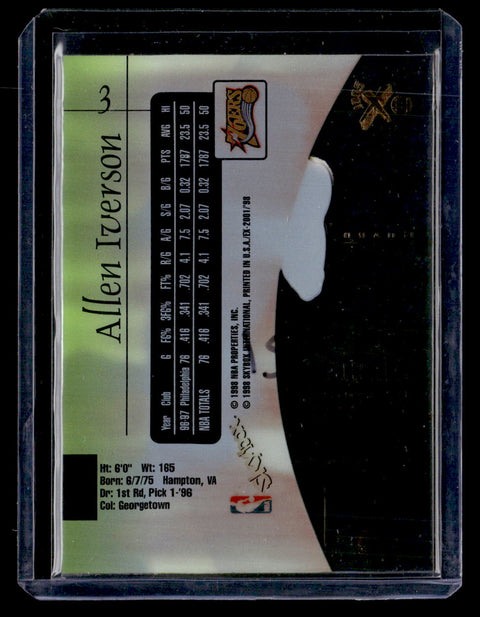 3
Allen Iverson
Year Club G FG% 3FG% FT% R/G A/G S/G B/G PTS AVG HI
96-97 Philadelphia 76 .416 .341 .702 4.1 7.5 2.07 0.32 1787 23.5 50
NBA TOTALS 76 .416 .341 .702 4.1 7.5 2.07 0.32 1787 23.5 50
SIXERS
© 1998 NBA PROPERTIES, INC.
© 1998 SKYBOX INTERNATIONAL, PRINTED IN U.S.A./EX-2001/'98
SkyBox
Ht: 6'0" Wt: 165
Born: 6/7/75 Hampton, VA
Dr: 1st Rd, Pick 1-'96
Col: Georgetown